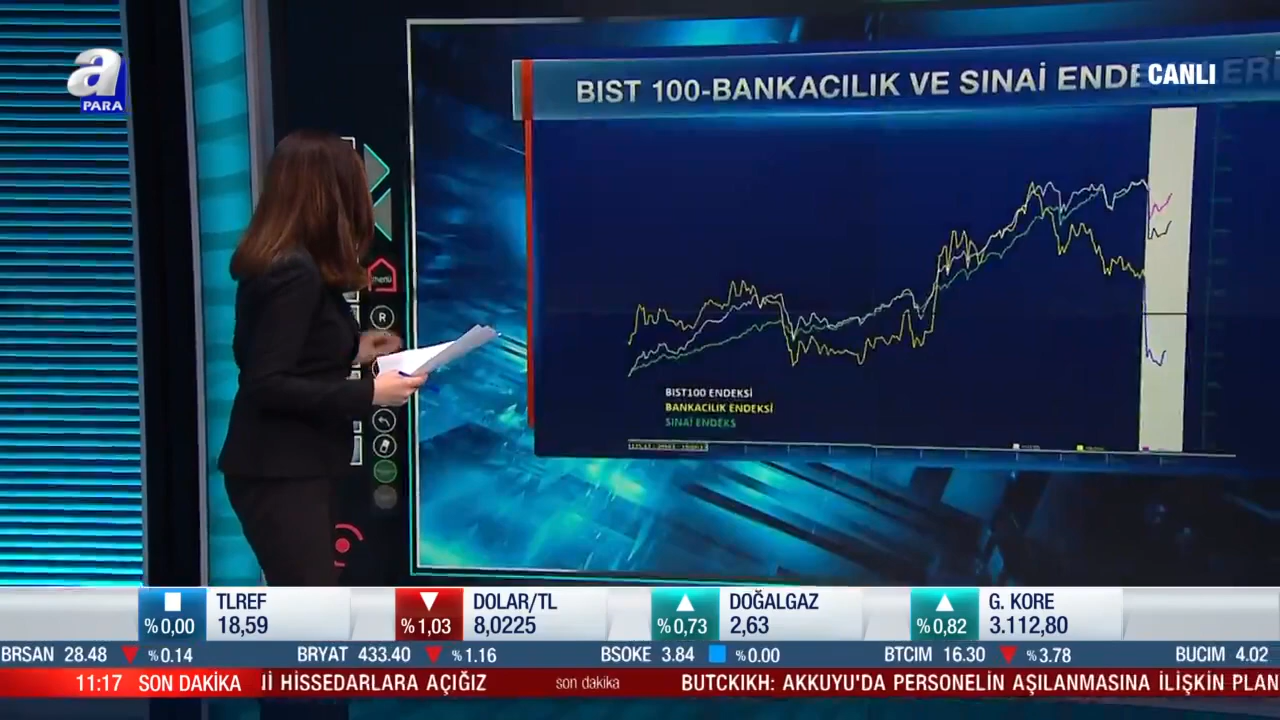 a
PARA
BIST 100-BANKACILIK VE SINAİ ENDE
CANLI
menü
R
BIST100 ENDEKSİ
BANKACILIK ENDEKSİ
SINAİ ENDEKS
%0,00 TLREF 18,59
%1,03 DOLAR/TL 8,0225
%0,73 DOĞALGAZ 2,63
%0,82 G. KORE 3.112,80
BRSAN 28.48 %0.14 BRYAT 433.40 %1.16 BSOKE 3.84 %0.00 BTCIM 16.30 %3.78 BUCIM 4.02
11:17 SON DAKİKA Jİ HİSSEDARLARA AÇIĞIZ son dakika BUTCKIKH: AKKUYU'DA PERSONELİN AŞILANMASINA İLİŞKİN PLAN